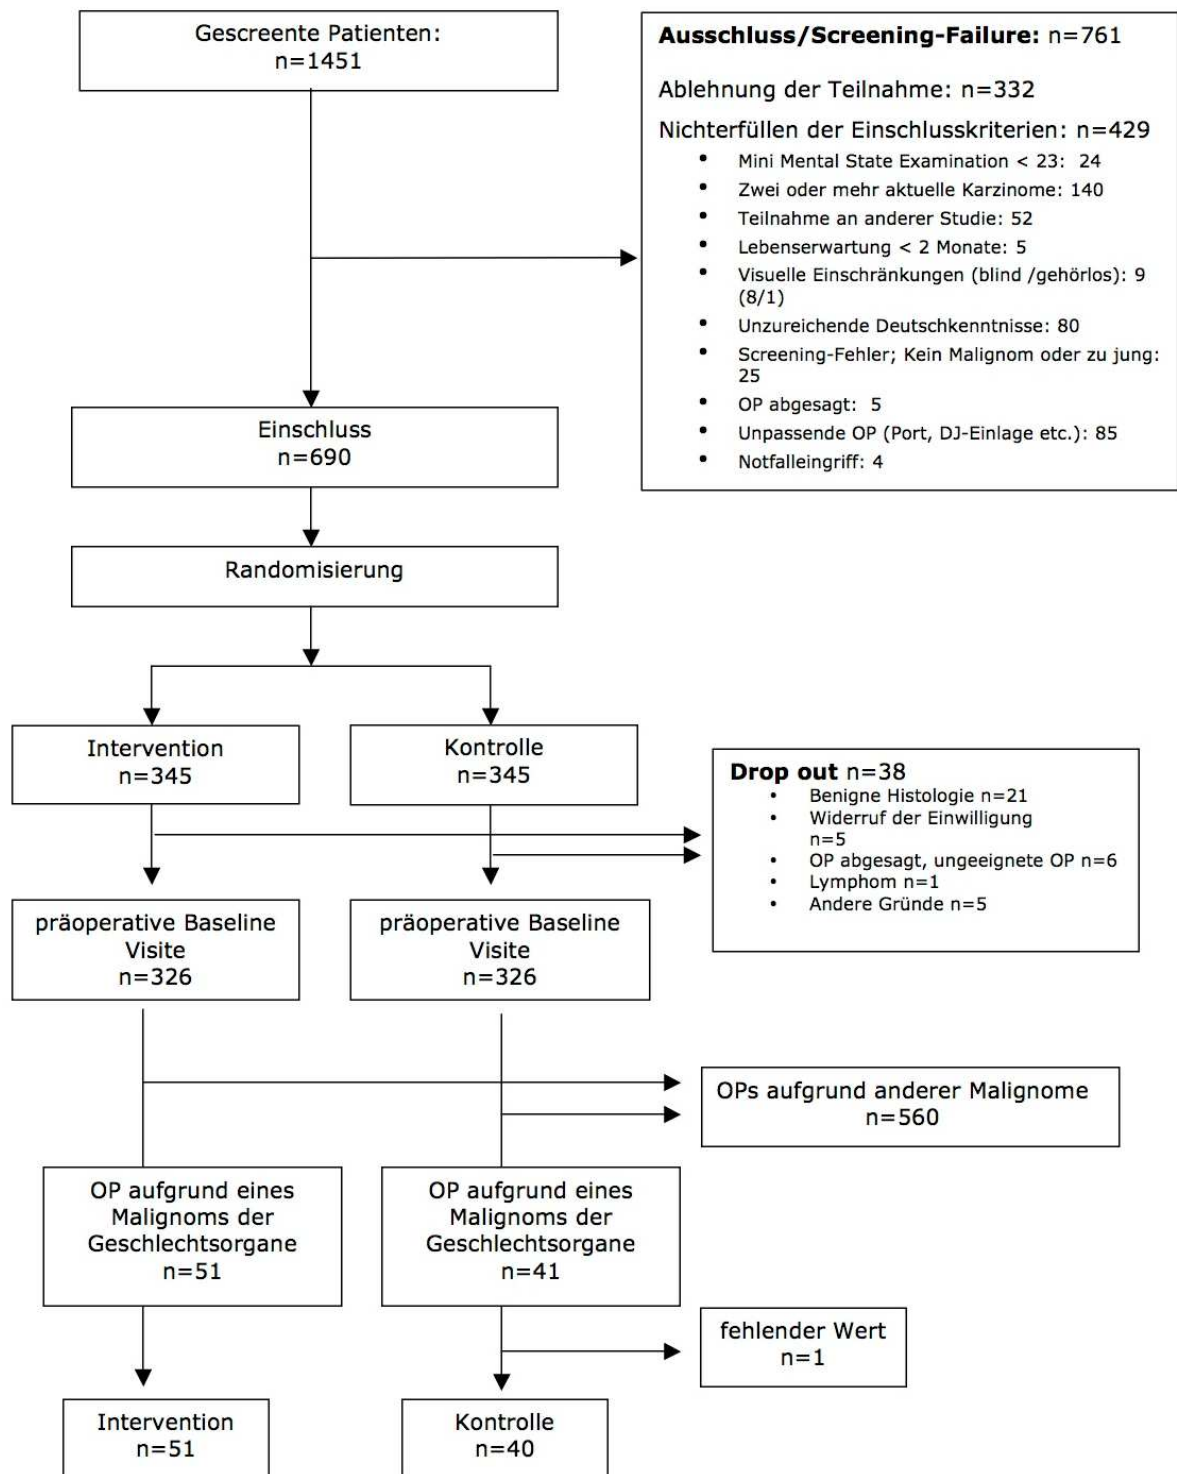 Gescreente Patienten:
n=1451
Ausschluss/Screening-Failure: n=761
Ablehnung der Teilnahme: n=332
Nichterfüllen der Einschlusskriterien: n=429
• Mini Mental State Examination < 23: 24
• Zwei oder mehr aktuelle Karzinome: 140
• Teilnahme an anderer Studie: 52
• Lebenserwartung < 2 Monate: 5
• Visuelle Einschränkungen (blind /gehörlos): 9
(8/1)
• Unzureichende Deutschkenntnisse: 80
• Screening-Fehler; Kein Malignom oder zu jung:
25
• OP abgesagt: 5
• Unpassende OP (Port, DJ-Einlage etc.): 85
• Notfalleingriff: 4
Einschluss
n=690
Randomisierung
Intervention
n=345
Kontrolle
n=345
Drop out n=38
• Benigne Histologie n=21
• Widerruf der Einwilligung
n=5
• OP abgesagt, ungeeignete OP n=6
• Lymphom n=1
• Andere Gründe n=5
präoperative Baseline
Visite
n=326
präoperative Baseline
Visite
n=326
OPs aufgrund anderer Malignome
n=560
OP aufgrund eines
Malignoms der
Geschlechtsorgane
n=51
OP aufgrund eines
Malignoms der
Geschlechtsorgane
n=41
fehlender Wert
n=1
Intervention
n=51
Kontrolle
n=40